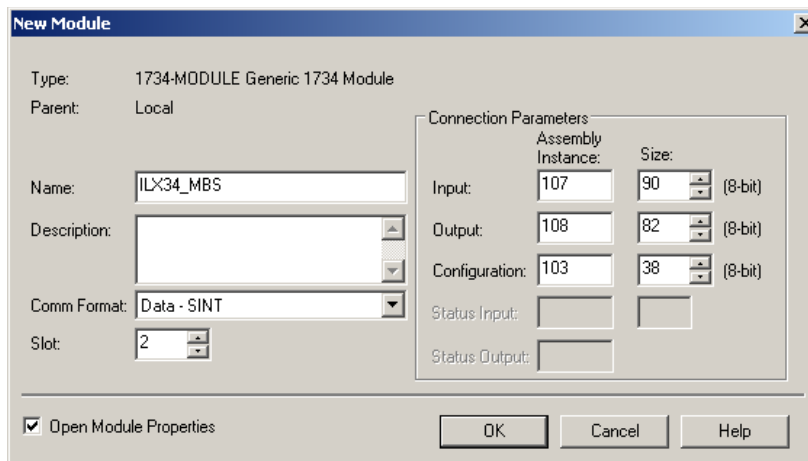 New Module
Type: 1734-MODULE Generic 1734 Module
Parent: Local
Connection Parameters
Assembly Instance: Size:
Name: ILX34_MBS
Input: 107 90 (8-bit)
Description:
Output: 108 82 (8-bit)
Configuration: 103 38 (8-bit)
Comm Format: Data - SINT
Status Input:
Slot: 2
Status Output:
Open Module Properties
OK Cancel Help